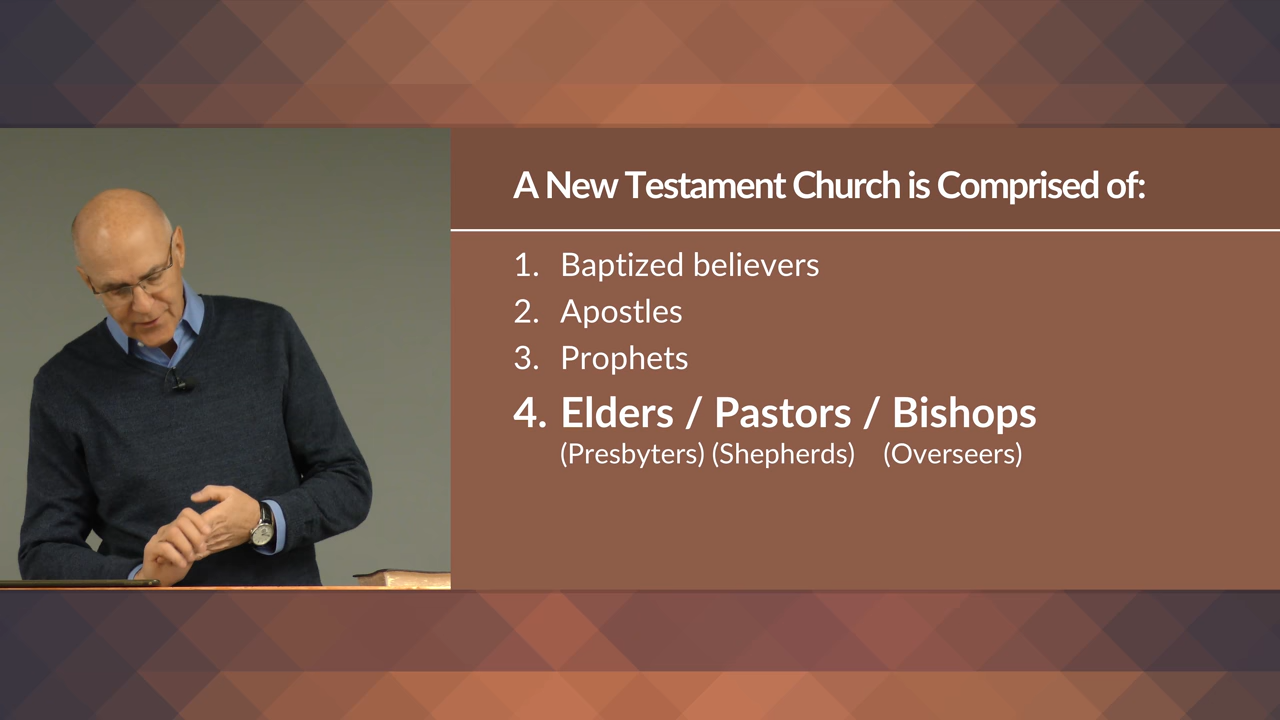 A New Testament Church is Comprised of:
1. Baptized believers
2. Apostles
3. Prophets
4. Elders / Pastors / Bishops
(Presbyters) (Shepherds) (Overseers)